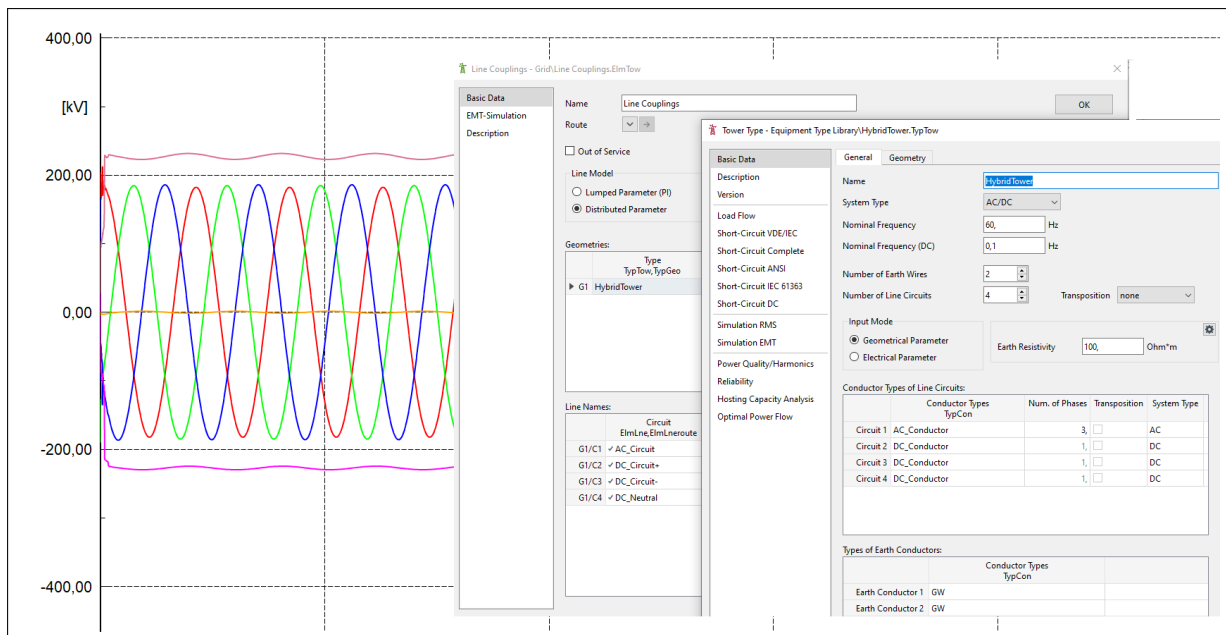 400,00
[kV]
200,00
0,00
-200,00
-400,00
Line Couplings - Grid\Line Couplings.ElmTow
Basic Data
EMT-Simulation
Description
Name Line Couplings
OK
Route
Out of Service
Line Model
Lumped Parameter (PI)
Distributed Parameter
Geometries:
Type
TypTow,TypGeo
G1 HybridTower
Line Names:
Circuit
ElmLne,ElmLneroute
G1/C1 AC_Circuit
G1/C2 DC_Circuit+
G1/C3 DC_Circuit-
G1/C4 DC_Neutral
Tower Type - Equipment Type Library\HybridTower.TypTow
Basic Data
Description
Version
Load Flow
Short-Circuit VDE/IEC
Short-Circuit Complete
Short-Circuit ANSI
Short-Circuit IEC 61363
Short-Circuit DC
Simulation RMS
Simulation EMT
Power Quality/Harmonics
Reliability
Hosting Capacity Analysis
Optimal Power Flow
General Geometry
Name HybridTower
System Type AC/DC
Nominal Frequency 60, Hz
Nominal Frequency (DC) 0,1 Hz
Number of Earth Wires 2
Number of Line Circuits 4 Transposition none
Input Mode
Geometrical Parameter
Electrical Parameter
Earth Resistivity 100, Ohm*m
Conductor Types of Line Circuits:
Conductor Types Num. of Phases Transposition System Type
TypCon
Circuit 1 AC_Conductor 3, AC
Circuit 2 DC_Conductor 1, DC
Circuit 3 DC_Conductor 1, DC
Circuit 4 DC_Conductor 1, DC
Types of Earth Conductors:
Conductor Types
TypCon
Earth Conductor 1 GW
Earth Conductor 2 GW